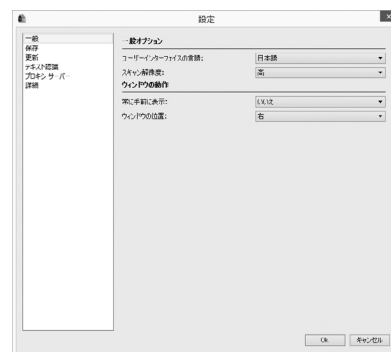 設定
一般
保存
更新
テキスト認識
プロキシ サーバー
詳細
一般オプション
ユーザーインターフェイスの言語: 日本語
スキャン解像度: 高
ウィンドウの動作
常に手前に表示: いいえ
ウィンドウの位置: 右
Ok キャンセル